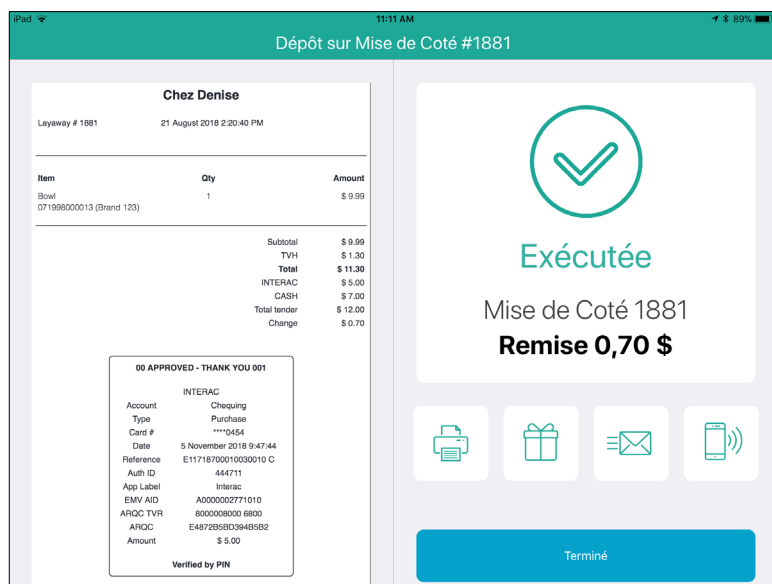 iPad 11:11 AM 89%
Dépôt sur Mise de Coté #1881
Chez Denise
Layaway # 1881 21 August 2018 2:20:40 PM
Item Qty Amount
Bowl 1 $ 9.99
071998000013 (Brand 123)
Subtotal $ 9.99
TVH $ 1.30
Total $ 11.30
INTERAC $ 5.00
CASH $ 7.00
Total tender $ 12.00
Change $ 0.70
00 APPROVED - THANK YOU 001
INTERAC
Account Chequing
Type Purchase
Card # ****0454
Date 5 November 2018 9:47:44
Reference E11718700010030010 C
Auth ID 444711
App Label Interac
EMV AID A0000002771010
ARQC TVR 8000008000 6800
ARQC E4872B5BD394B5B2
Amount $ 5.00
Verified by PIN
Exécutée
Mise de Coté 1881
Remise 0,70 $
Terminé